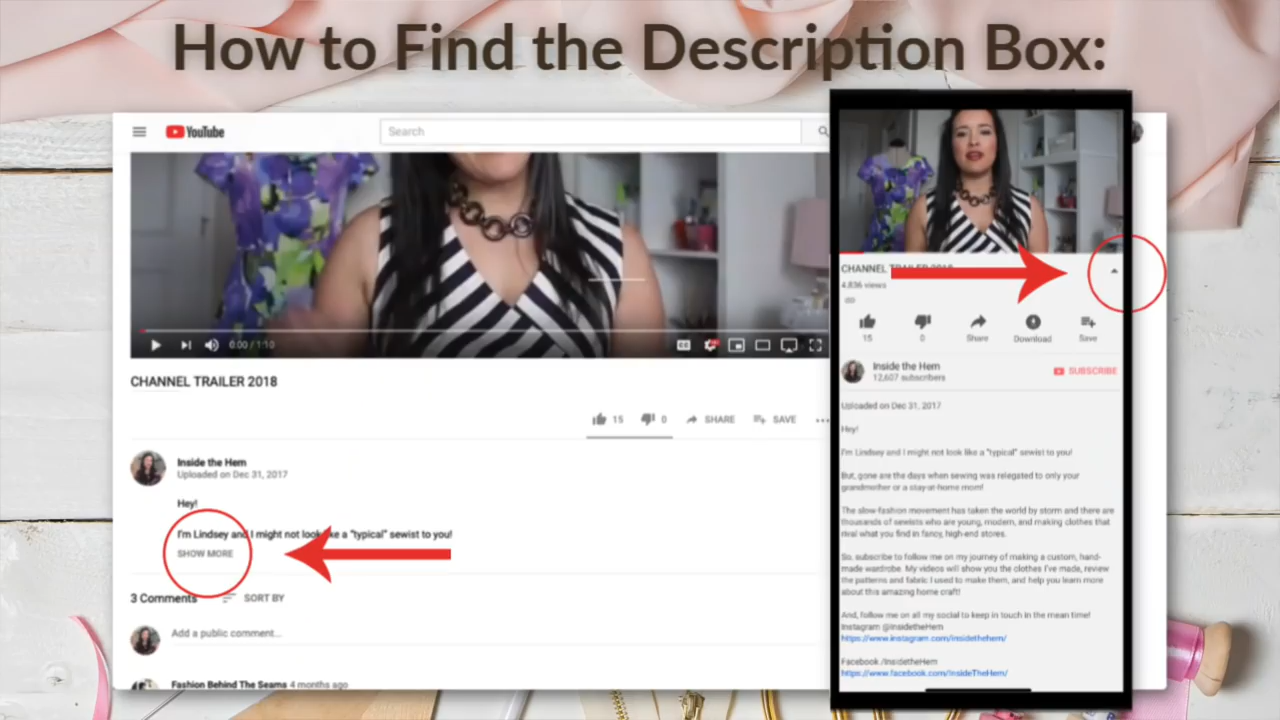 How to Find the Description Box:
YouTube
Search
0:00 / 1:10
CHANNEL TRAILER 2018
15 0 SHARE SAVE
Inside the Hem
Uploaded on Dec 31, 2017
Hey!
I'm Lindsey and I might not look like a "typical" sewist to you!
SHOW MORE
3 Comments SORT BY
Add a public comment...
Fashion Behind The Seams 4 months ago
CHANNEL TRAILER 2018
4,836 views
15 0 Share Download Save
Inside the Hem
12,607 subscribers
SUBSCRIBE
Uploaded on Dec 31, 2017
Hey!
I'm Lindsey and I might not look like a "typical" sewist to you!
But, gone are the days when sewing was relegated to only your
grandmother or a stay-at-home mom!
The slow-fashion movement has taken the world by storm and there are
thousands of sewists who are young, modern, and making clothes that
rival what you find in fancy, high-end stores.
So, subscribe to follow me on my journey of making a custom, hand-
made wardrobe. My videos will show you the clothes I've made, review
the patterns and fabric I used to make them, and help you learn more
about this amazing home craft!
And, follow me on all my social to keep in touch in the mean time!
Instagram @InsidetheHem
https://www.instagram.com/insidethehem/
Facebook /InsidetheHem
https://www.facebook.com/InsideTheHem/